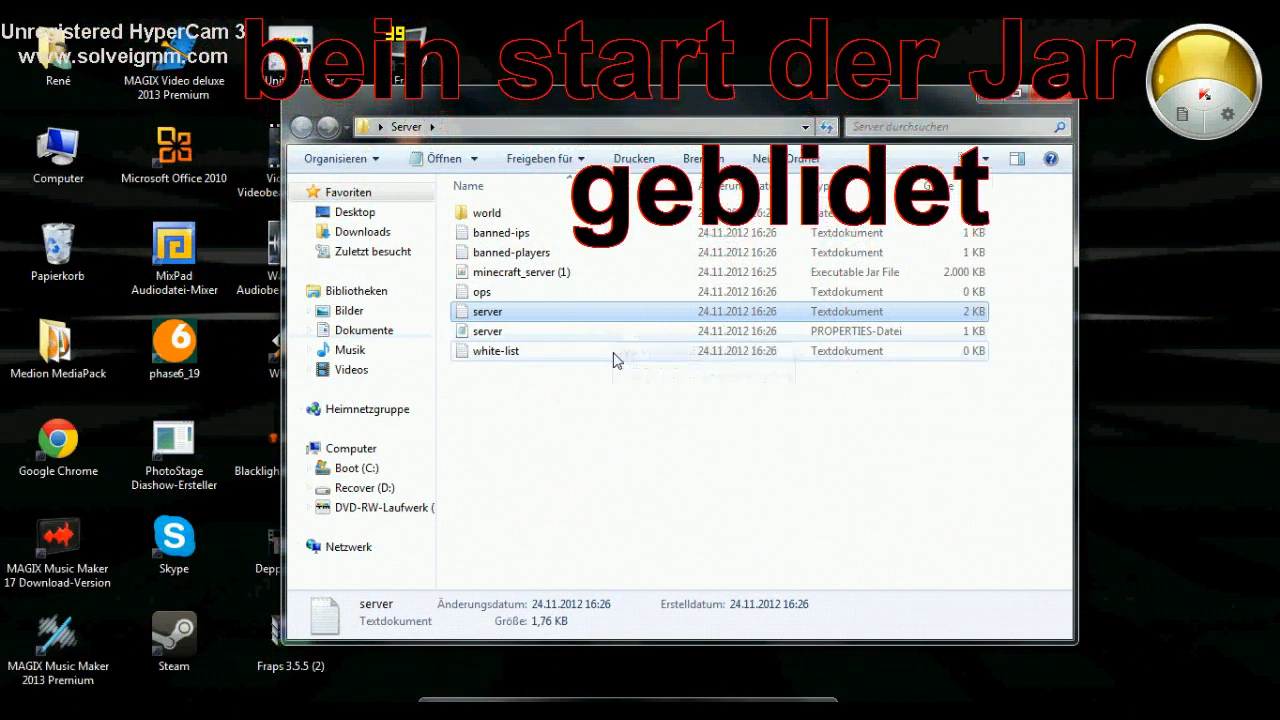 Unregistered HyperCam 3
www.solveigmm.com
bein start der Jar
geblidet
René
MAGIX Video deluxe
2013 Premium
Computer
Microsoft Office 2010
Papierkorb
MixPad
Audiodatei-Mixer
Medion MediaPack
phase6_19
Google Chrome
PhotoStage
Diashow-Ersteller
MAGIX Music Maker
17 Download-Version
Skype
MAGIX Music Maker
2013 Premium
Steam
Fraps 3.5.5 (2)
39
Server
Server durchsuchen
Organisieren
Öffnen
Freigeben für
Drucken
Name
Favoriten
Desktop
Downloads
Zuletzt besucht
Bibliotheken
Bilder
Dokumente
Musik
Videos
Heimnetzgruppe
Computer
Boot (C:)
Recover (D:)
DVD-RW-Laufwerk (
Netzwerk
world
banned-ips 24.11.2012 16:26 Textdokument 1 KB
banned-players 24.11.2012 16:26 Textdokument 1 KB
minecraft_server (1) 24.11.2012 16:25 Executable Jar File 2.000 KB
ops 24.11.2012 16:26 Textdokument 0 KB
server 24.11.2012 16:26 Textdokument 2 KB
server 24.11.2012 16:26 PROPERTIES-Datei 1 KB
white-list 24.11.2012 16:26 Textdokument 0 KB
server Änderungsdatum: 24.11.2012 16:26 Erstelldatum: 24.11.2012 16:26
Textdokument Größe: 1,76 KB